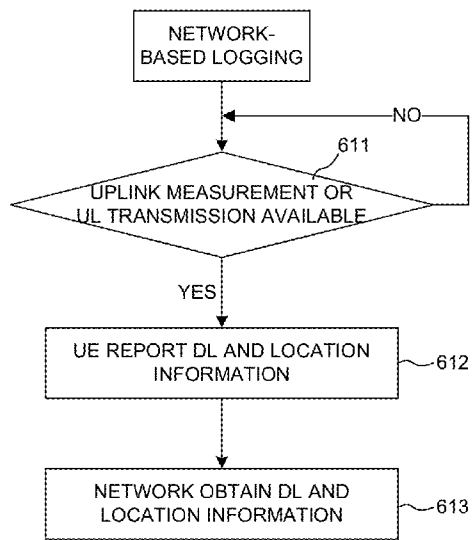 NETWORK-
BASED LOGGING
NO
611
UPLINK MEASUREMENT OR
UL TRANSMISSION AVAILABLE
YES
UE REPORT DL AND LOCATION
INFORMATION
612
NETWORK OBTAIN DL AND
LOCATION INFORMATION
613